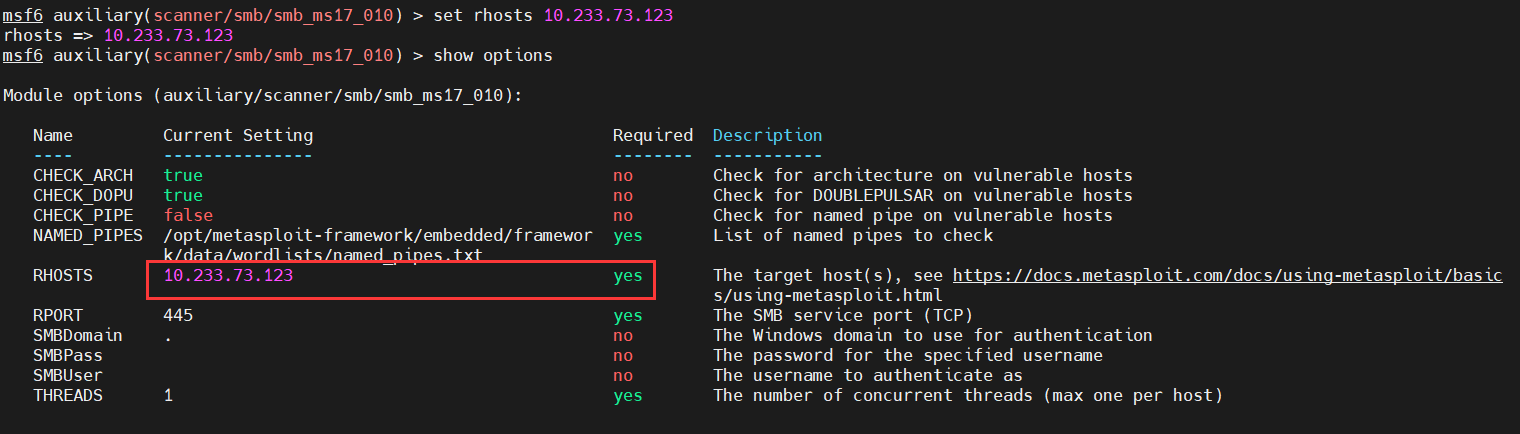 msf6 auxiliary(scanner/smb/smb_ms17_010) > set rhosts 10.233.73.123
rhosts => 10.233.73.123
msf6 auxiliary(scanner/smb/smb_ms17_010) > show options
Module options (auxiliary/scanner/smb/smb_ms17_010):
Name Current Setting Required Description
---- --------------- -------- -----------
CHECK_ARCH true no Check for architecture on vulnerable hosts
CHECK_DOPU true no Check for DOUBLEPULSAR on vulnerable hosts
CHECK_PIPE false no Check for named pipe on vulnerable hosts
NAMED_PIPES /opt/metasploit-framework/embedded/framewor yes List of named pipes to check
k/data/wordlists/named_pipes.txt
RHOSTS 10.233.73.123 yes The target host(s), see https://docs.metasploit.com/docs/using-metasploit/basic
s/using-metasploit.html
RPORT 445 yes The SMB service port (TCP)
SMBDomain . no The Windows domain to use for authentication
SMBPass no The password for the specified username
SMBUser no The username to authenticate as
THREADS 1 yes The number of concurrent threads (max one per host)